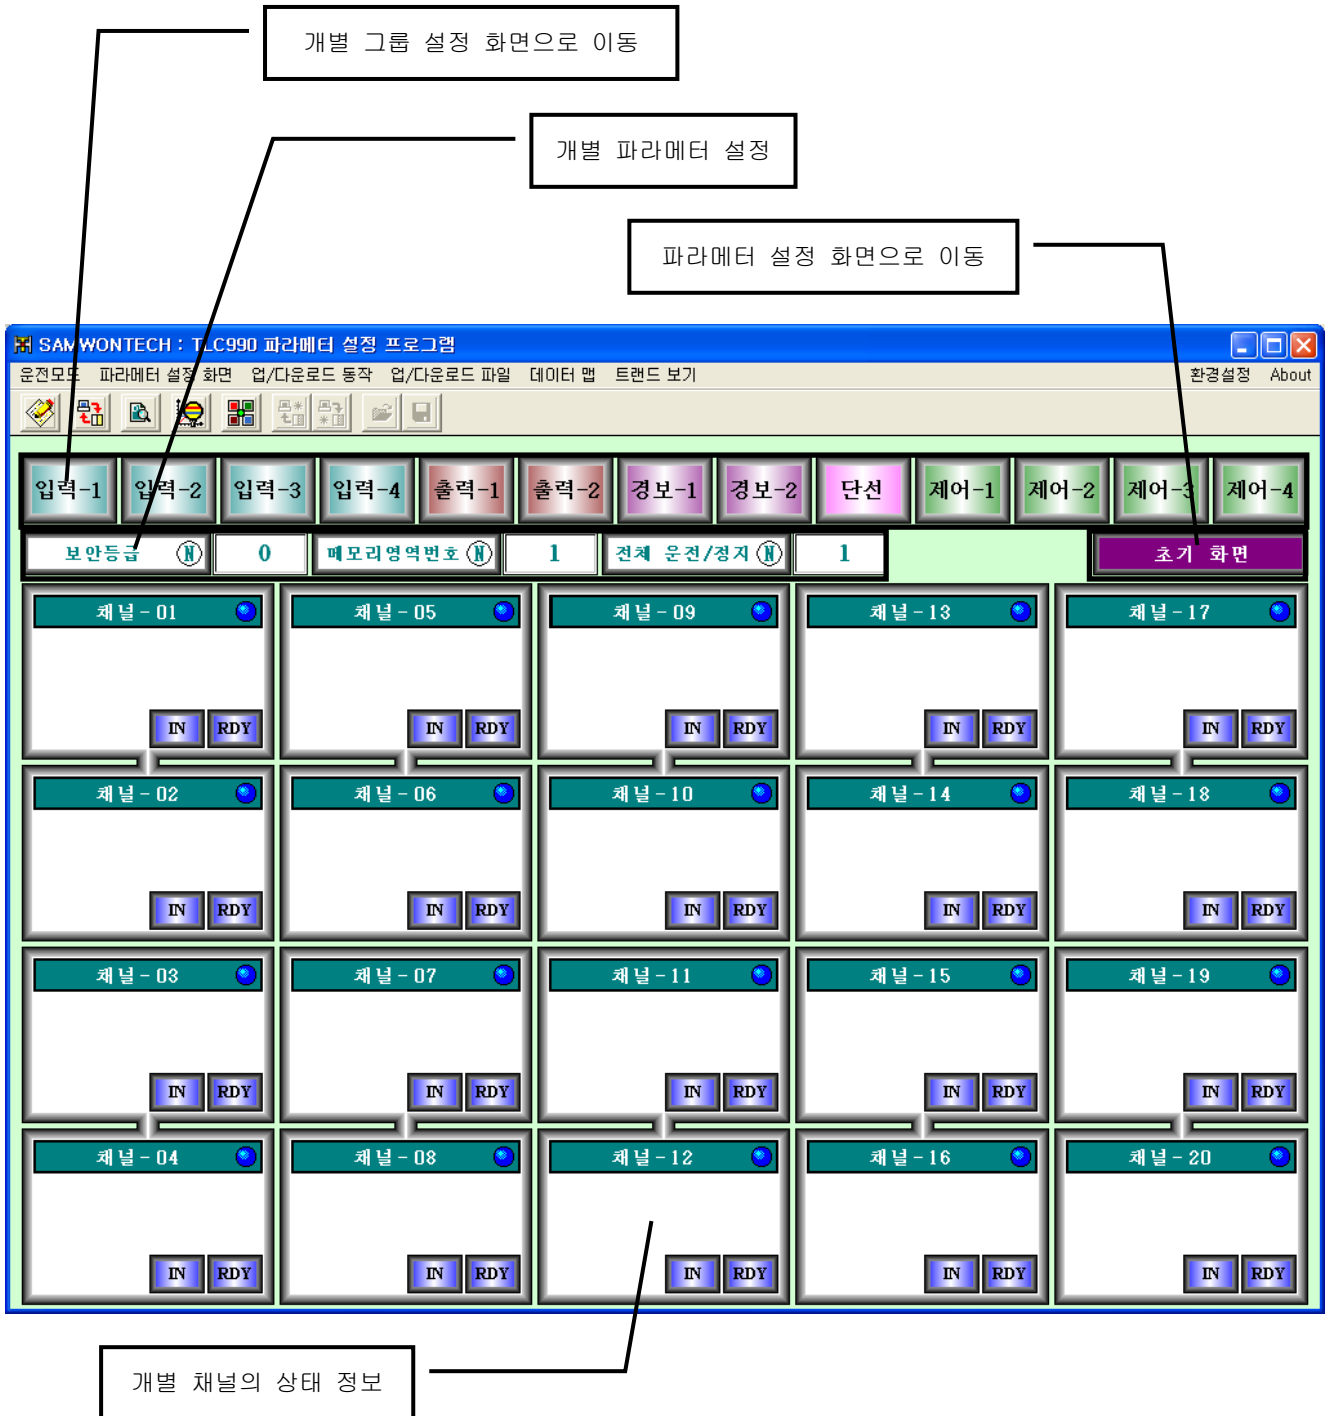 개별 그룹 설정 화면으로 이동
개별 파라메터 설정
파라메터 설정 화면으로 이동
SAMWONTECH : TLC990 파라메터 설정 프로그램
운전모드 파라메터 설정 화면 업/다운로드 동작 업/다운로드 파일 데이터 맵 트랜드 보기 환경설정 About
입력-1 입력-2 입력-3 입력-4 출력-1 출력-2 경보-1 경보-2 단선 제어-1 제어-2 제어-3 제어-4
보안등급 N 0 메모리영역번호 N 1 전체 운전/정지 N 1 초기 화면
채널-01 채널-05 채널-09 채널-13 채널-17
IN RDY IN RDY IN RDY IN RDY IN RDY
채널-02 채널-06 채널-10 채널-14 채널-18
IN RDY IN RDY IN RDY IN RDY IN RDY
채널-03 채널-07 채널-11 채널-15 채널-19
IN RDY IN RDY IN RDY IN RDY IN RDY
채널-04 채널-08 채널-12 채널-16 채널-20
IN RDY IN RDY IN RDY IN RDY IN RDY
개별 채널의 상태 정보